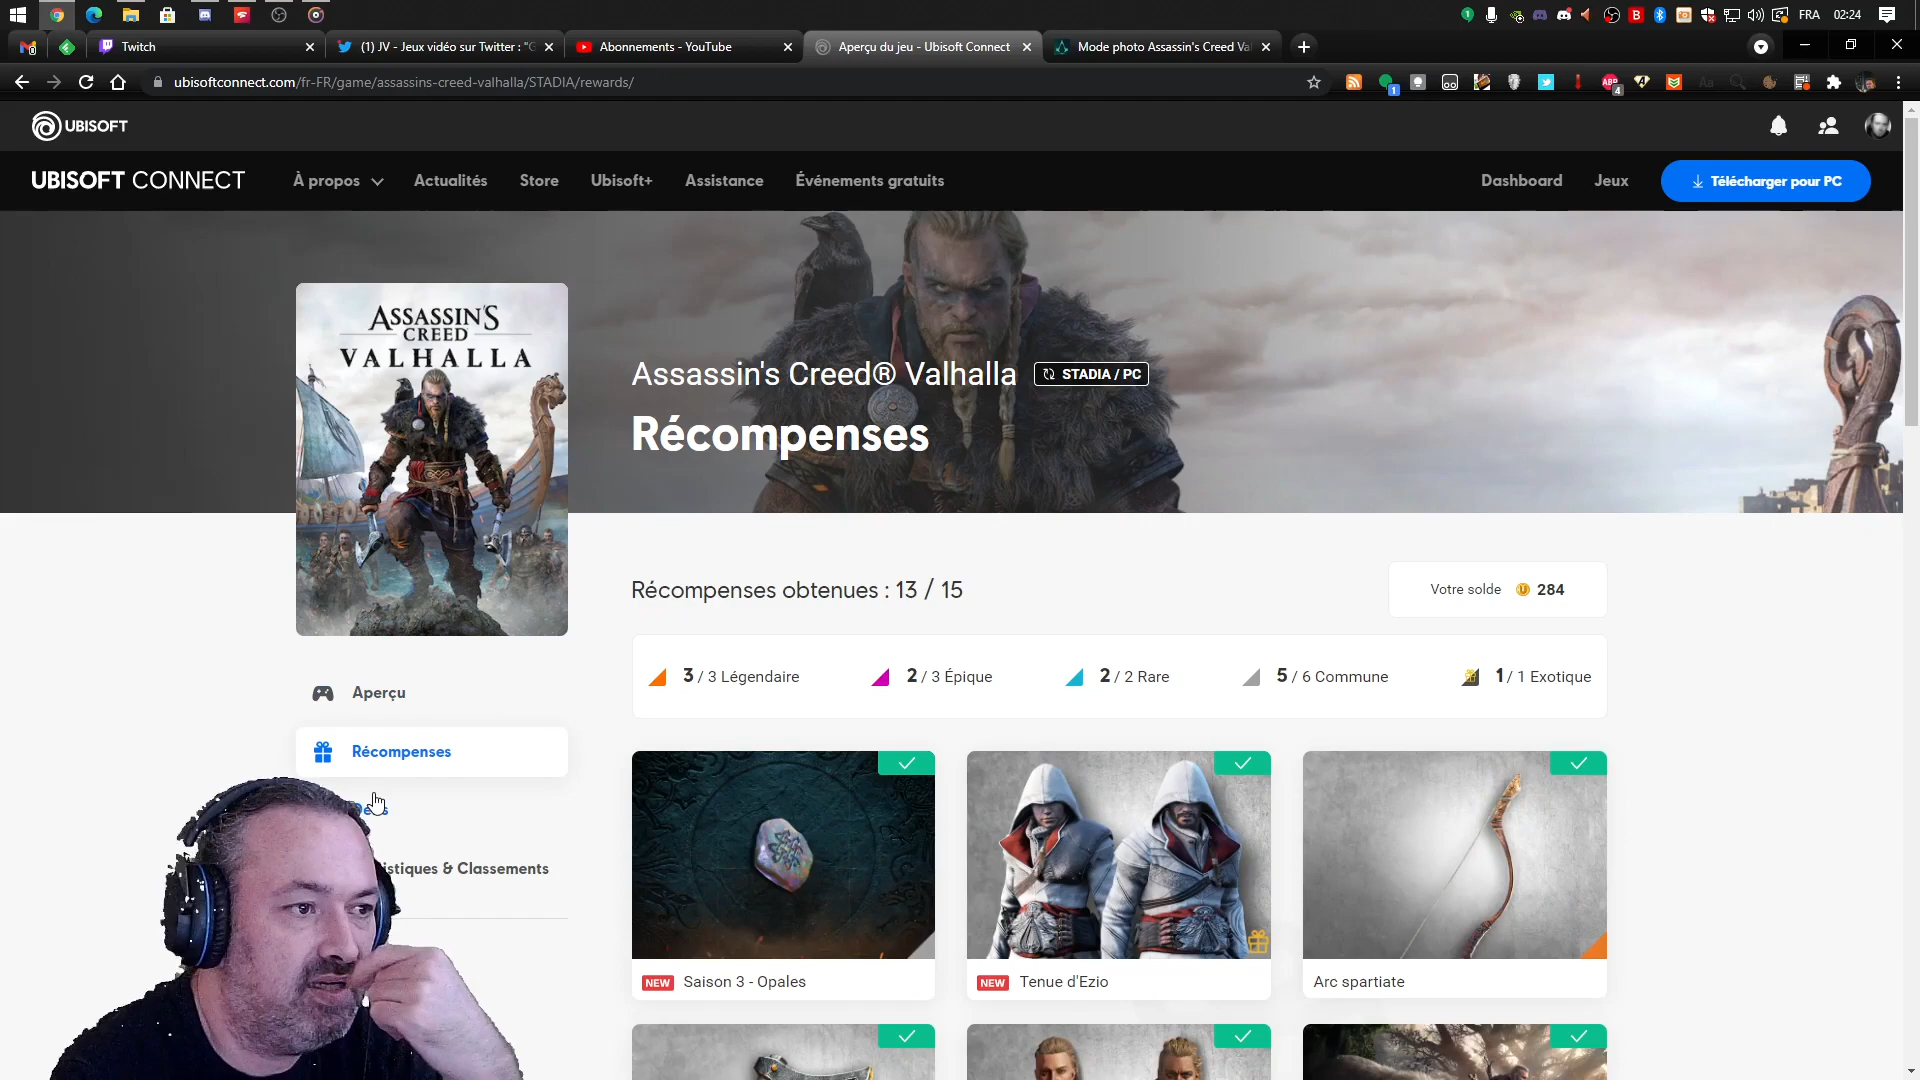 FRA
02:24
Twitch
(1) JV - Jeux vidéo sur Twitter : "G
Abonnements - YouTube
Aperçu du jeu - Ubisoft Connect
Mode photo Assassin's Creed Val
ubisoftconnect.com/fr-FR/game/assassins-creed-valhalla/STADIA/rewards/
1
4
UBISOFT
UBISOFT CONNECT
À propos
Actualités
Store
Ubisoft+
Assistance
Événements gratuits
Dashboard
Jeux
Télécharger pour PC
ASSASSIN'S
CREED
VALHALLA
Assassin's Creed® Valhalla
STADIA / PC
Récompenses
Récompenses obtenues : 13 / 15
Votre solde 284
3 / 3 Légendaire
2 / 3 Épique
2 / 2 Rare
5 / 6 Commune
1 / 1 Exotique
Aperçu
Récompenses
istiques & Classements
NEW Saison 3 - Opales
NEW Tenue d'Ezio
Arc spartiate